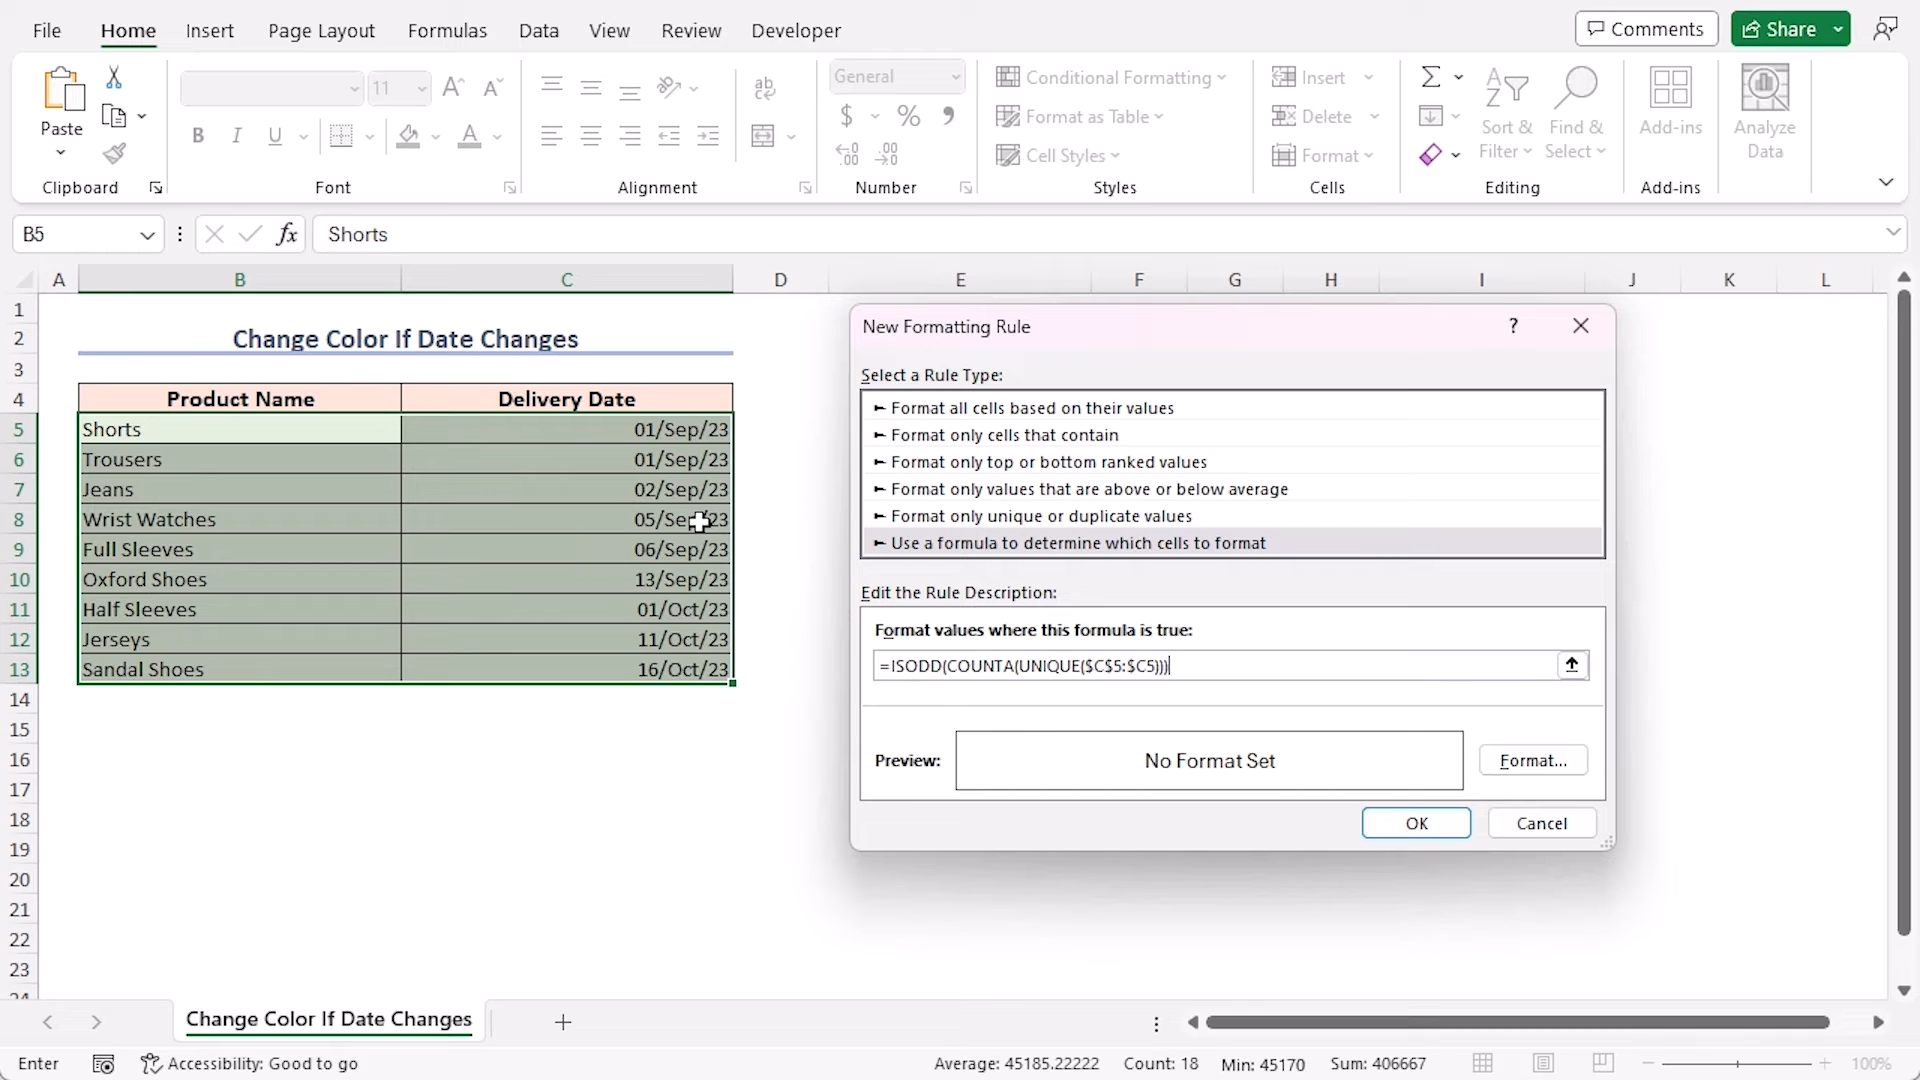 File Home Insert Page Layout Formulas Data View Review Developer
Comments Share
Paste
Clipboard
11
B I U A
Font
ab
Alignment
General
$ % 9
Number
Conditional Formatting
Format as Table
Cell Styles
Styles
Insert
Delete
Format
Cells
Sort & Filter
Find & Select
Editing
Add-ins
Add-ins
Analyze Data
B5 fx Shorts
A B C D E F G H I J K L
1
2 Change Color If Date Changes
3
4 Product Name Delivery Date
5 Shorts 01/Sep/23
6 Trousers 01/Sep/23
7 Jeans 02/Sep/23
8 Wrist Watches 05/Sep/23
9 Full Sleeves 06/Sep/23
10 Oxford Shoes 13/Sep/23
11 Half Sleeves 01/Oct/23
12 Jerseys 11/Oct/23
13 Sandal Shoes 16/Oct/23
14
15
16
17
18
19
20
21
22
23
New Formatting Rule ?
Select a Rule Type:
► Format all cells based on their values
► Format only cells that contain
► Format only top or bottom ranked values
► Format only values that are above or below average
► Format only unique or duplicate values
► Use a formula to determine which cells to format
Edit the Rule Description:
Format values where this formula is true:
=ISODD(COUNTA(UNIQUE($C$5:$C5)))
Preview: No Format Set Format...
OK Cancel
Change Color If Date Changes
Enter Accessibility: Good to go Average: 45185.22222 Count: 18 Min: 45170 Sum: 406667 100%